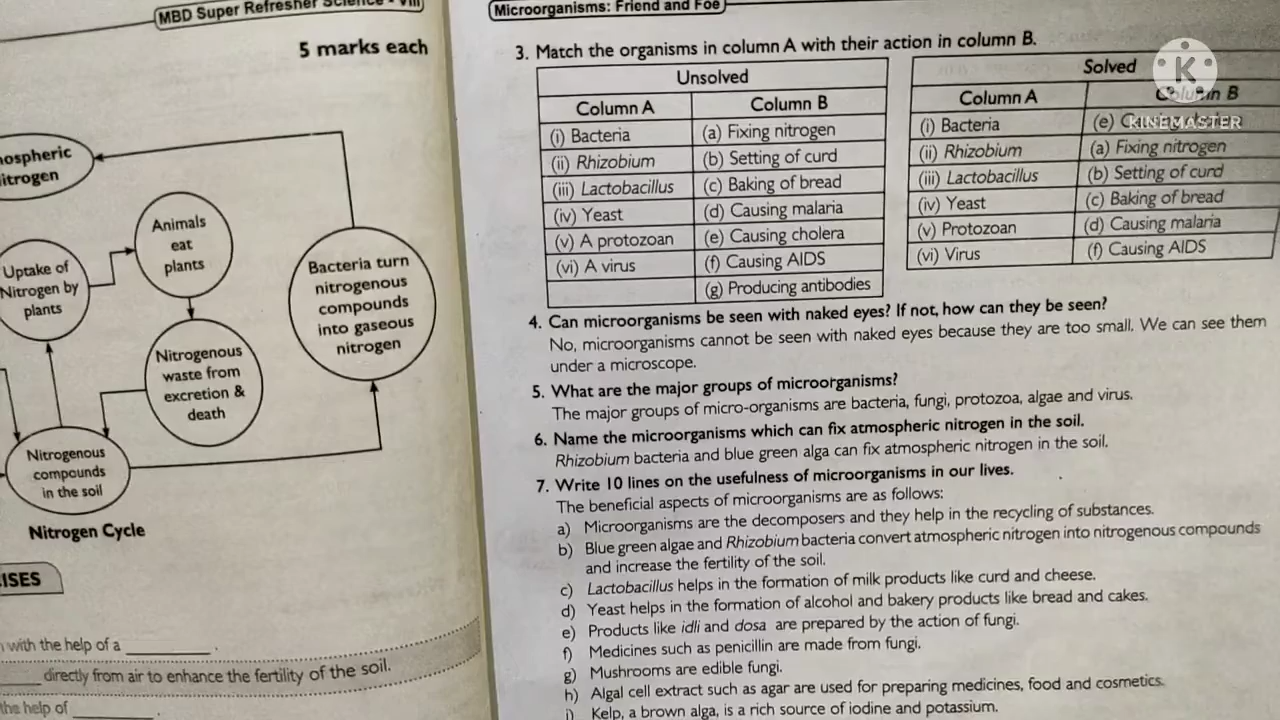 MBD Super Refresher Science - VIII
5 marks each
nospheric
itrogen
Animals
eat
plants
Uptake of
Nitrogen by
plants
Bacteria turn
nitrogenous
compounds
into gaseous
nitrogen
Nitrogenous
waste from
excretion &
death
Nitrogenous
compounds
in the soil
Nitrogen Cycle
ISES
with the help of a ________.
____ directly from air to enhance the fertility of the soil.
the help of ________.
Microorganisms: Friend and Foe
3. Match the organisms in column A with their action in column B.
Unsolved
Column A Column B
(i) Bacteria (a) Fixing nitrogen
(ii) Rhizobium (b) Setting of curd
(iii) Lactobacillus (c) Baking of bread
(iv) Yeast (d) Causing malaria
(v) A protozoan (e) Causing cholera
(vi) A virus (f) Causing AIDS
(g) Producing antibodies
Solved
Column A Column B
(i) Bacteria (e)
(ii) Rhizobium (a) Fixing nitrogen
(iii) Lactobacillus (b) Setting of curd
(iv) Yeast (c) Baking of bread
(v) Protozoan (d) Causing malaria
(vi) Virus (f) Causing AIDS
K
KINEMASTER
4. Can microorganisms be seen with naked eyes? If not, how can they be seen?
No, microorganisms cannot be seen with naked eyes because they are too small. We can see them
under a microscope.
5. What are the major groups of microorganisms?
The major groups of micro-organisms are bacteria, fungi, protozoa, algae and virus.
6. Name the microorganisms which can fix atmospheric nitrogen in the soil.
Rhizobium bacteria and blue green alga can fix atmospheric nitrogen in the soil.
7. Write 10 lines on the usefulness of microorganisms in our lives.
The beneficial aspects of microorganisms are as follows:
a) Microorganisms are the decomposers and they help in the recycling of substances.
b) Blue green algae and Rhizobium bacteria convert atmospheric nitrogen into nitrogenous compounds
and increase the fertility of the soil.
c) Lactobacillus helps in the formation of milk products like curd and cheese.
d) Yeast helps in the formation of alcohol and bakery products like bread and cakes.
e) Products like idli and dosa are prepared by the action of fungi.
f) Medicines such as penicillin are made from fungi.
g) Mushrooms are edible fungi.
h) Algal cell extract such as agar are used for preparing medicines, food and cosmetics.
i) Kelp, a brown alga, is a rich source of iodine and potassium.